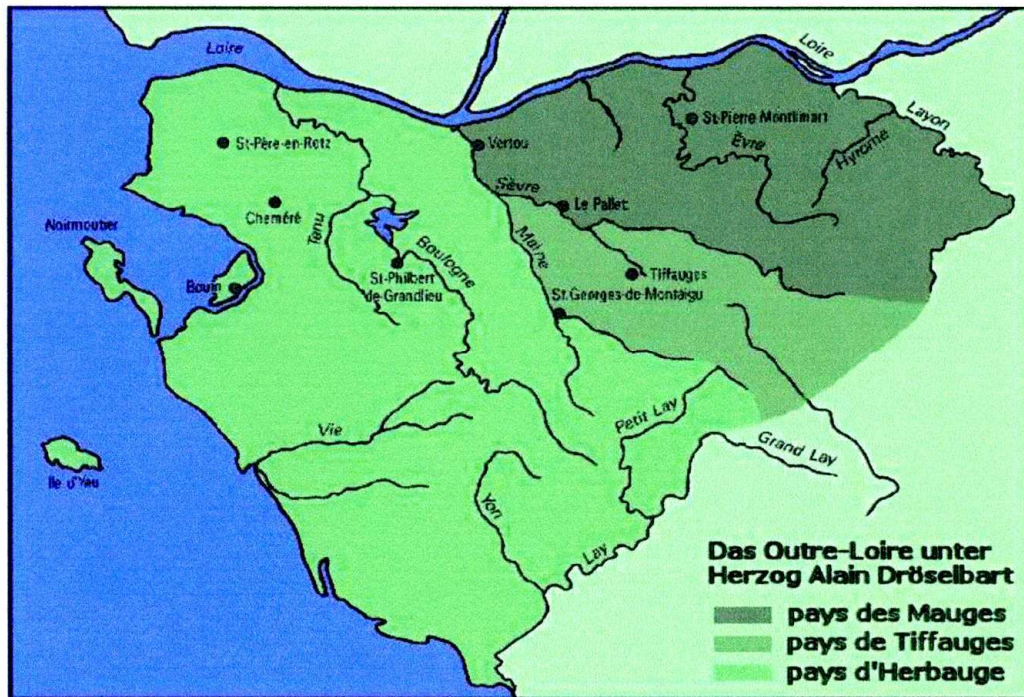 Loire
Loire
Layon
St-Pierre Montlimart
Èvre
Hyrome
St-Père-en-Retz
Vertou
Sèvre
Le Pallet
Chéméré
Tenu
Noirmoutier
Boulogne
Maine
St-Philbert
de-Grandlieu
Tiffauges
Bouin
St.Georges-de-Montaigu
Petit Lay
Vie
Grand Lay
Ile d'Yeu
Yon
Lay
Das Outre-Loire unter
Herzog Alain Dröselbart
pays des Mauges
pays de Tiffauges
pays d'Herbauge